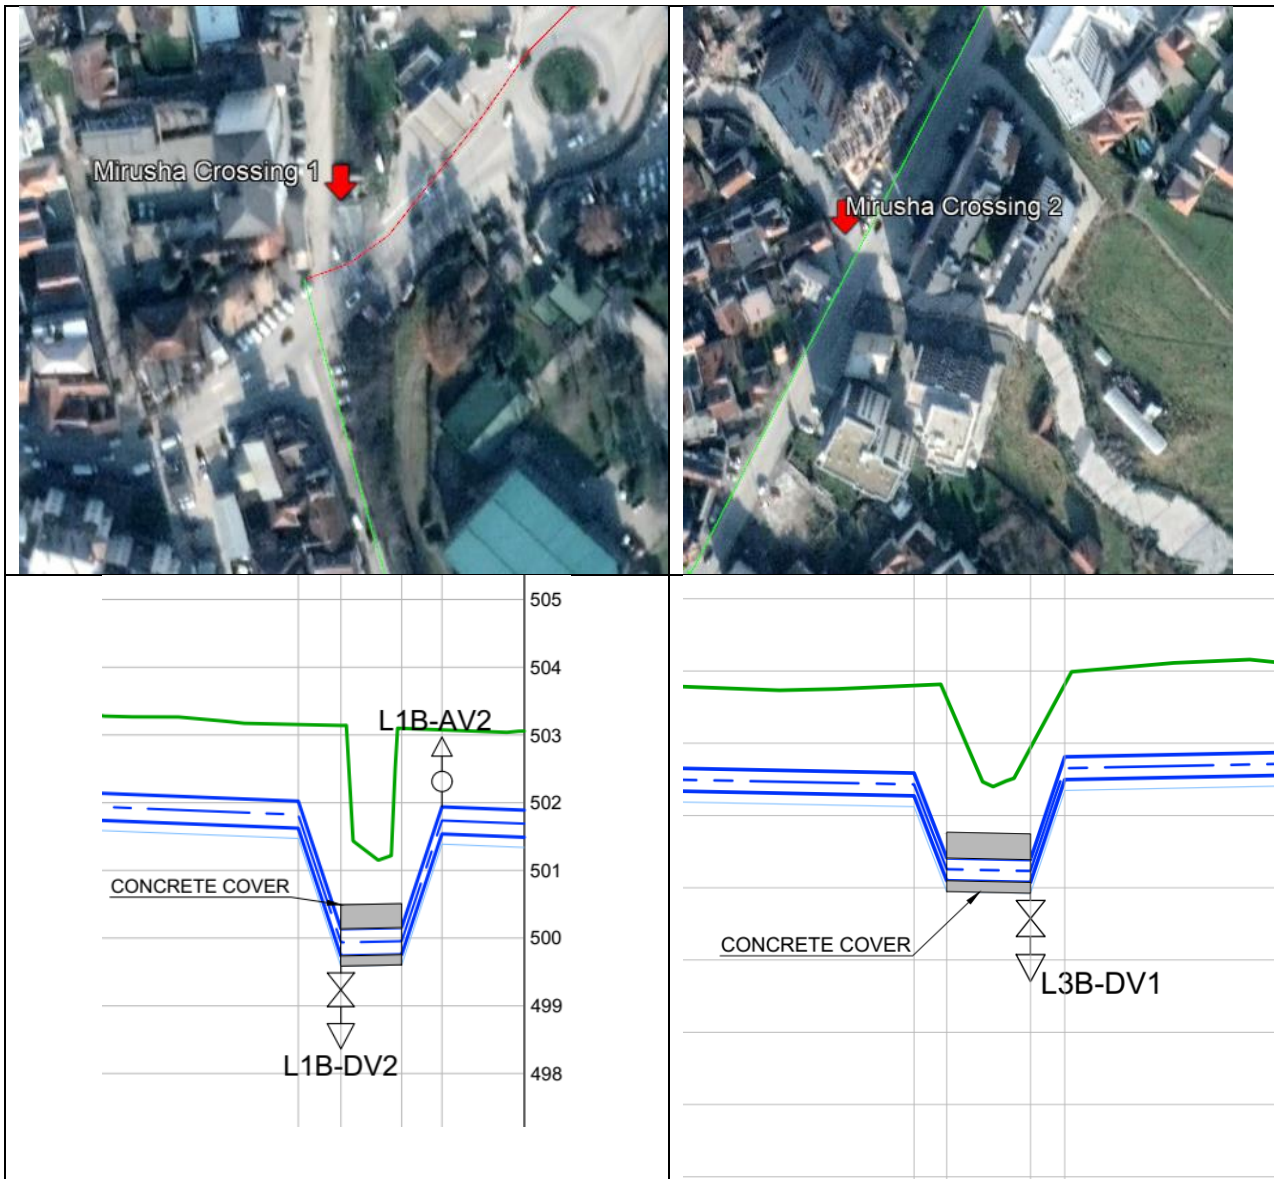 Mirusha Crossing 1
Mirusha Crossing 2
505
504
503
502
501
500
499
498
L1B-AV2
CONCRETE COVER
L1B-DV2
CONCRETE COVER
L3B-DV1